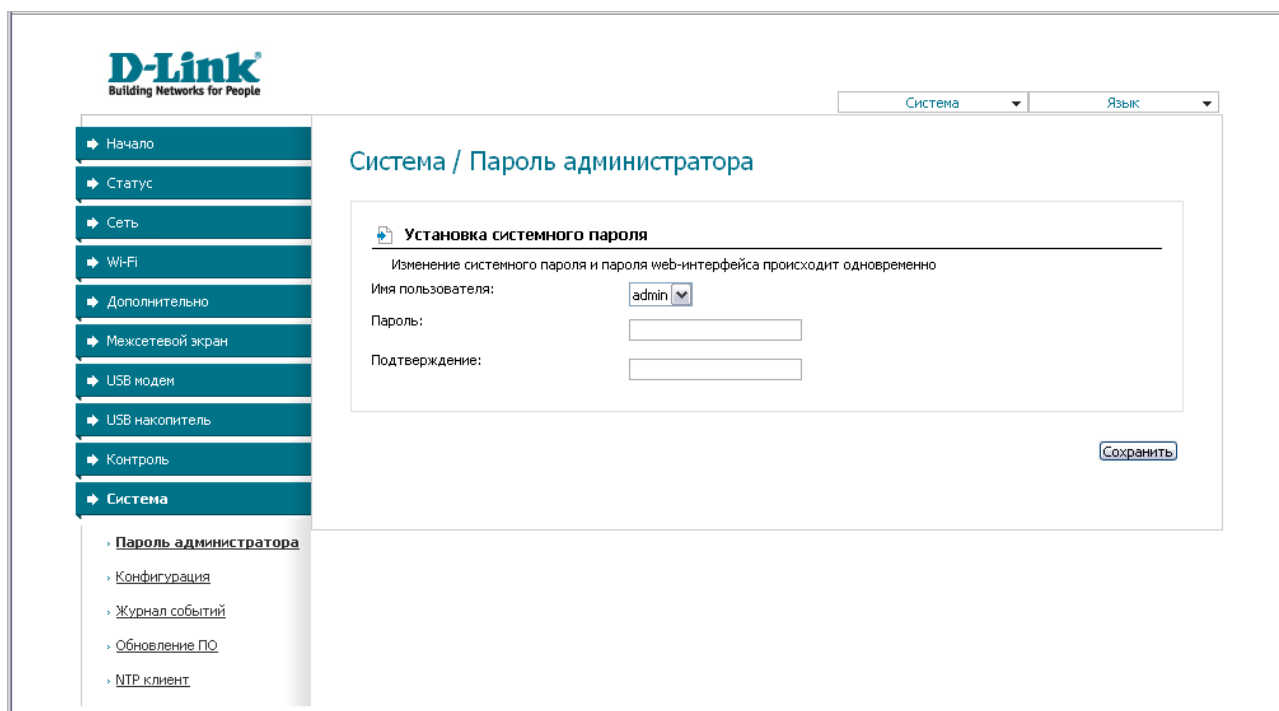 D-Link
Building Networks for People
Система
Язык
Начало
Статус
Сеть
Wi-Fi
Дополнительно
Межсетевой экран
USB модем
USB накопитель
Контроль
Система
Пароль администратора
Конфигурация
Журнал событий
Обновление ПО
NTP клиент
Система / Пароль администратора
Установка системного пароля
Изменение системного пароля и пароля web-интерфейса происходит одновременно
Имя пользователя:
admin
Пароль:
Подтверждение:
Сохранить